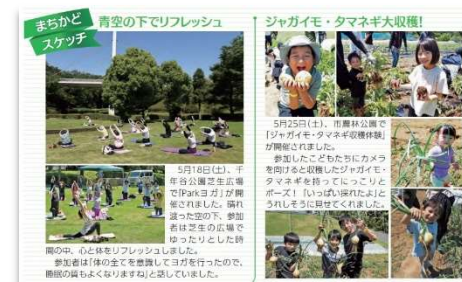 まちかど
スケッチ
青空の下でリフレッシュ
5月18日(土)、千
年谷公園芝生広場
で「Parkヨガ」が開
催されました。晴れ
渡った空の下、参加
者は芝生の広場で
ゆったりとした時
間の中、心と体をリフレッシュしました。
参加者は「体の全てを意識してヨガを行ったので、
睡眠の質もよくなりますね」と話していました。
ジャガイモ・タマネギ大収穫!
5月25日(土)、市農林公園で
「ジャガイモ・タマネギ収穫体験」
が開催されました。
参加したこどもたちにカメラ
を向けると収穫したジャガイモ・
タマネギを持ってにっこりと
ポーズ!「いっぱい採れたよ」と
うれしそうに見せてくれました。